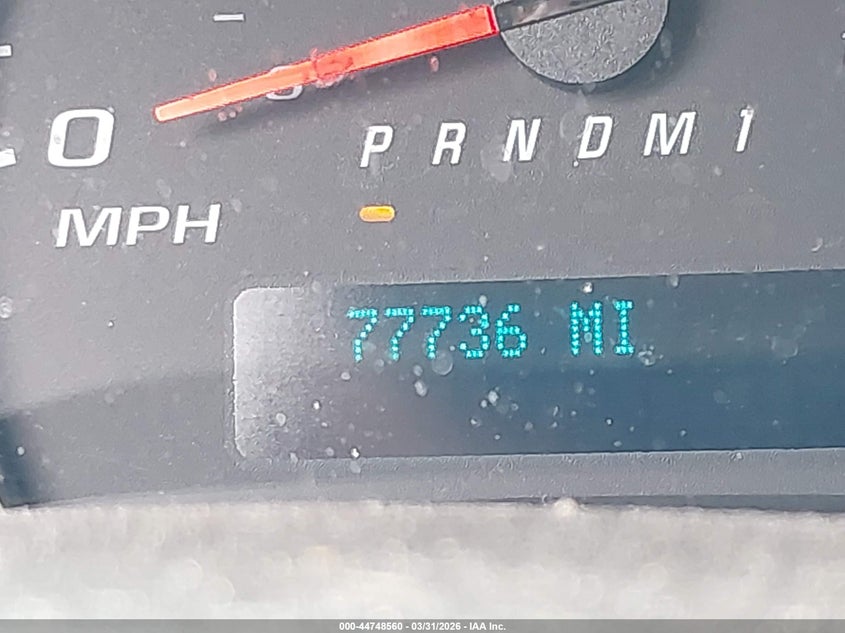 0
P R N D M 1
MPH
77736 MI
000-44748560 - 03/31/2026 - IAA Inc.